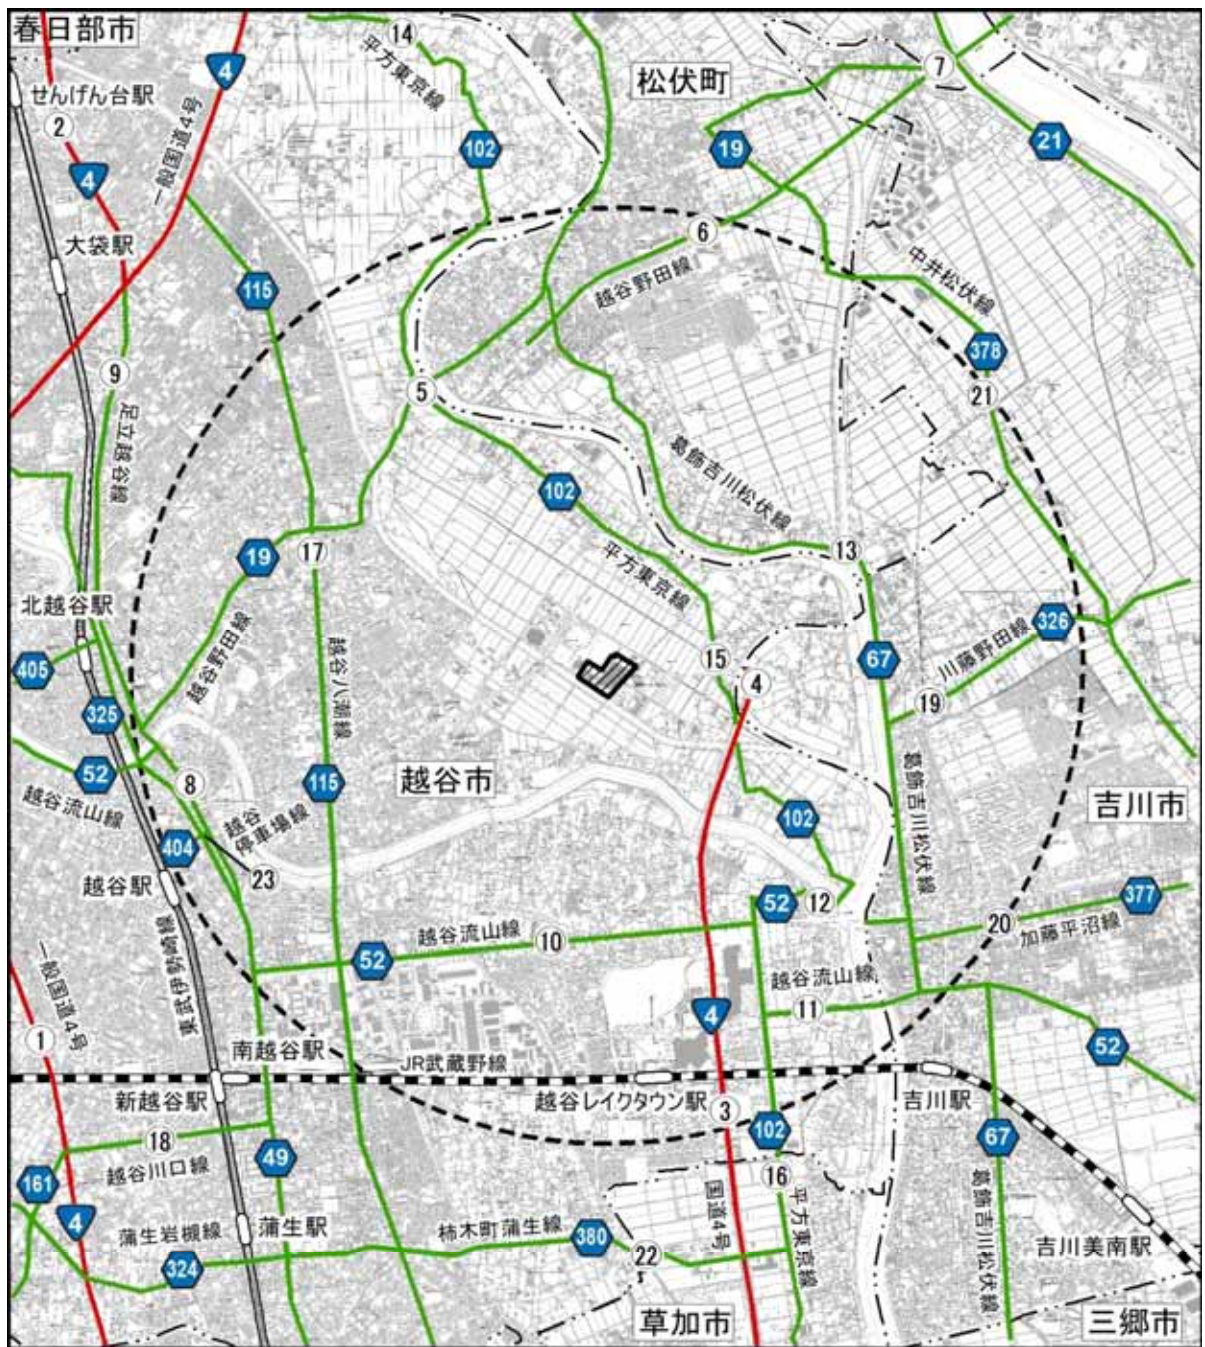 春日部市
せんげん台駅
2
4
一般国道4号
4
14
平方東京線
102
松伏町
7
19
21
大袋駅
115
6
越谷野田線
中井松伏線
378
21
9
足立越谷線
5
102
葛飾吉川松伏線
平方東京線
13
17
19
北越谷駅
405
越谷野田線
越谷八潮線
15
4
67
川藤野田線
326
19
325
52
越谷流山線
8
越谷
停車場線
404
23
115
越谷市
102
葛飾吉川松伏線
吉川市
越谷駅
東武伊勢崎線
越谷流山線
52
10
52
12
20
加藤平沼線
377
越谷流山線
11
4
52
一般国道4号
1
南越谷駅
JR武蔵野線
新越谷駅
越谷レイクタウン駅
3
102
吉川駅
67
18
越谷川口線
49
161
4
16
国道4号
平方東京線
葛飾吉川松伏線
蒲生岩槻線
324
蒲生駅
柿木町蒲生線
380
22
吉川美南駅
草加市
三郷市